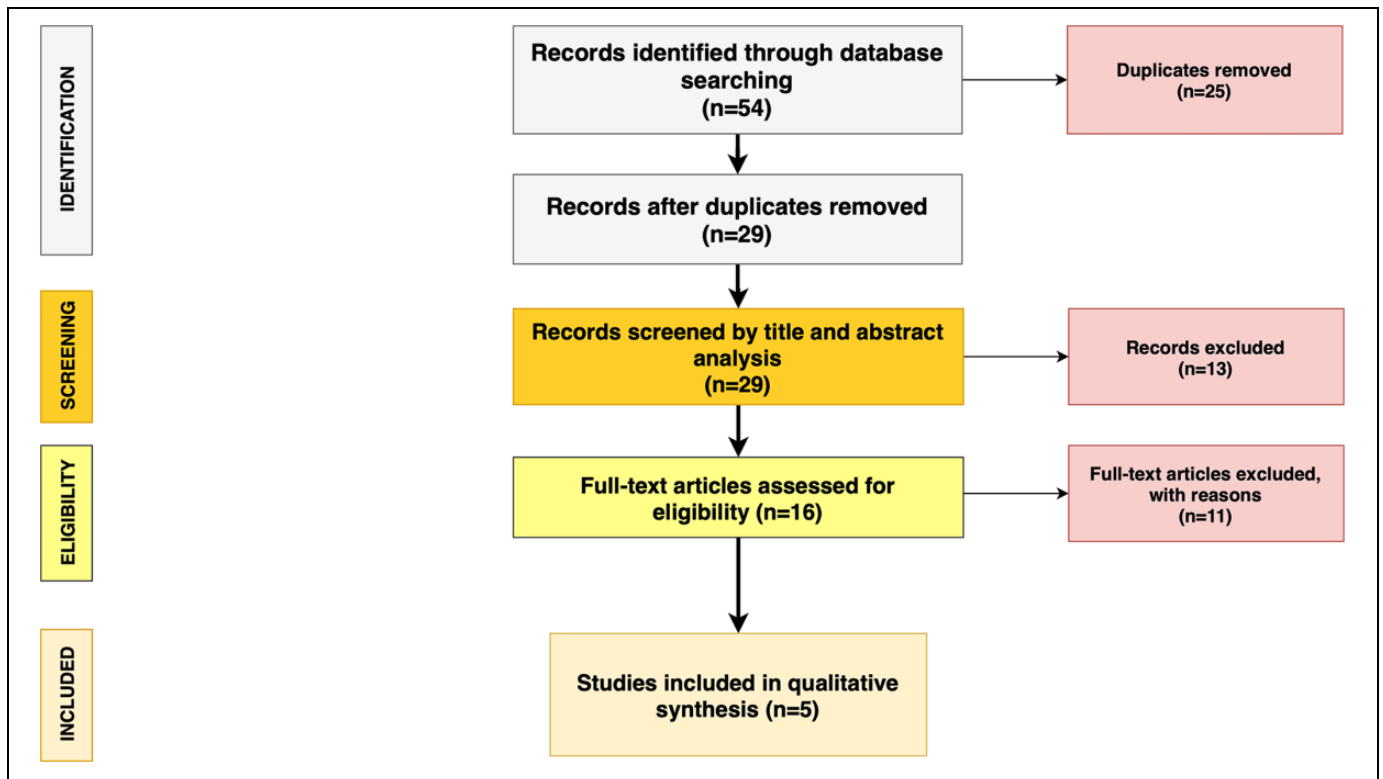 IDENTIFICATION
Records identified through database
searching
(n=54)
Duplicates removed
(n=25)
Records after duplicates removed
(n=29)
SCREENING
Records screened by title and abstract
analysis
(n=29)
Records excluded
(n=13)
ELIGIBILITY
Full-text articles assessed for
eligibility (n=16)
Full-text articles excluded,
with reasons
(n=11)
INCLUDED
Studies included in qualitative
synthesis (n=5)